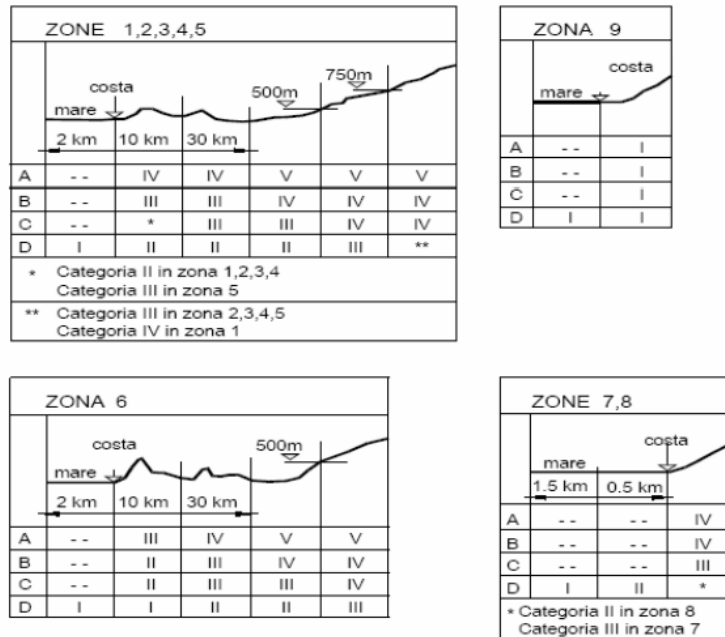 ZONE 1,2,3,4,5
750m
costa
500m
mare
2 km 10 km 30 km
A -- IV IV V V V
B -- III III IV IV IV
C -- * III III IV IV
D I II II II III **
* Categoria II in zona 1,2,3,4
Categoria III in zona 5
** Categoria III in zona 2,3,4,5
Categoria IV in zona 1
ZONA 9
costa
mare
A -- I
B -- I
C -- I
D I I
ZONA 6
costa
500m
mare
2 km 10 km 30 km
A -- III IV V V
B -- II III IV IV
C -- II III III IV
D I I II II III
ZONE 7,8
costa
mare
1.5 km 0.5 km
A -- -- IV
B -- -- IV
C -- -- III
D I II *
* Categoria II in zona 8
Categoria III in zona 7